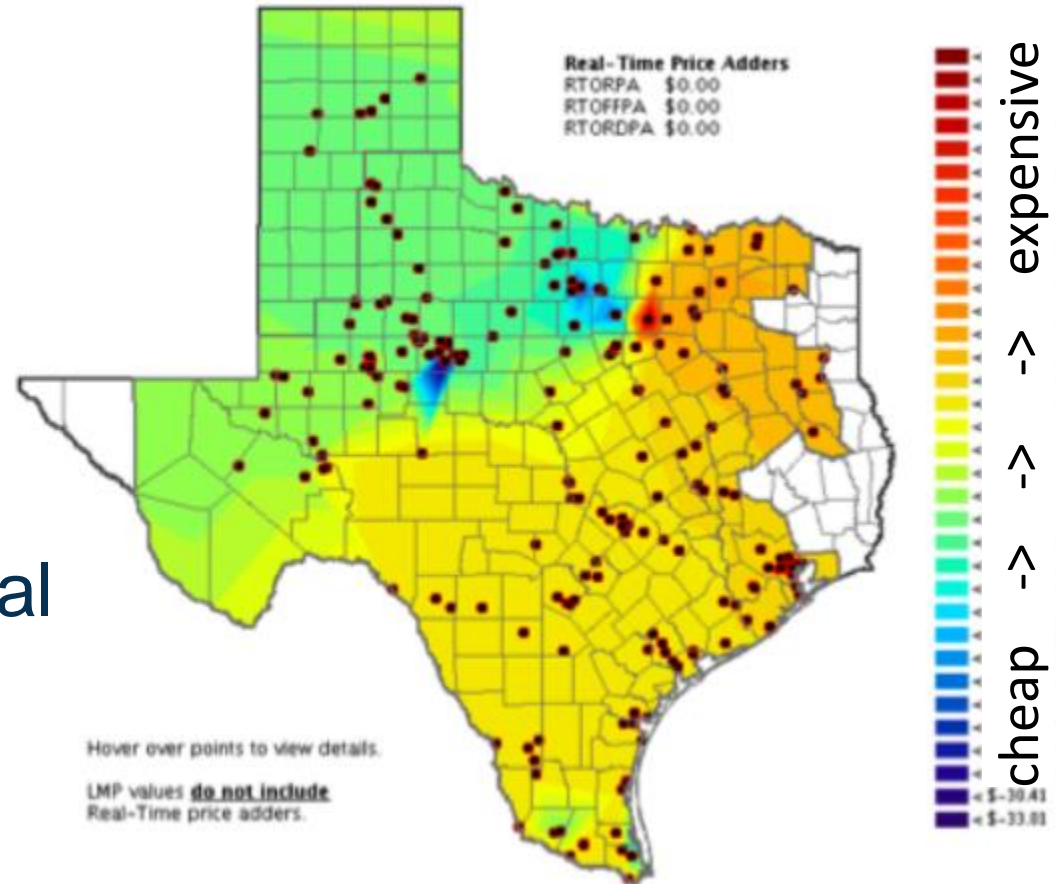 Real-Time Price Adders
RTORPA $0.00
RTOFFPA $0.00
RTORDPA $0.00
cheap -> -> -> expensive
al
Hover over points to view details.
LMP values do not include
Real-Time price adders.
< $-30.41
< $-33.01